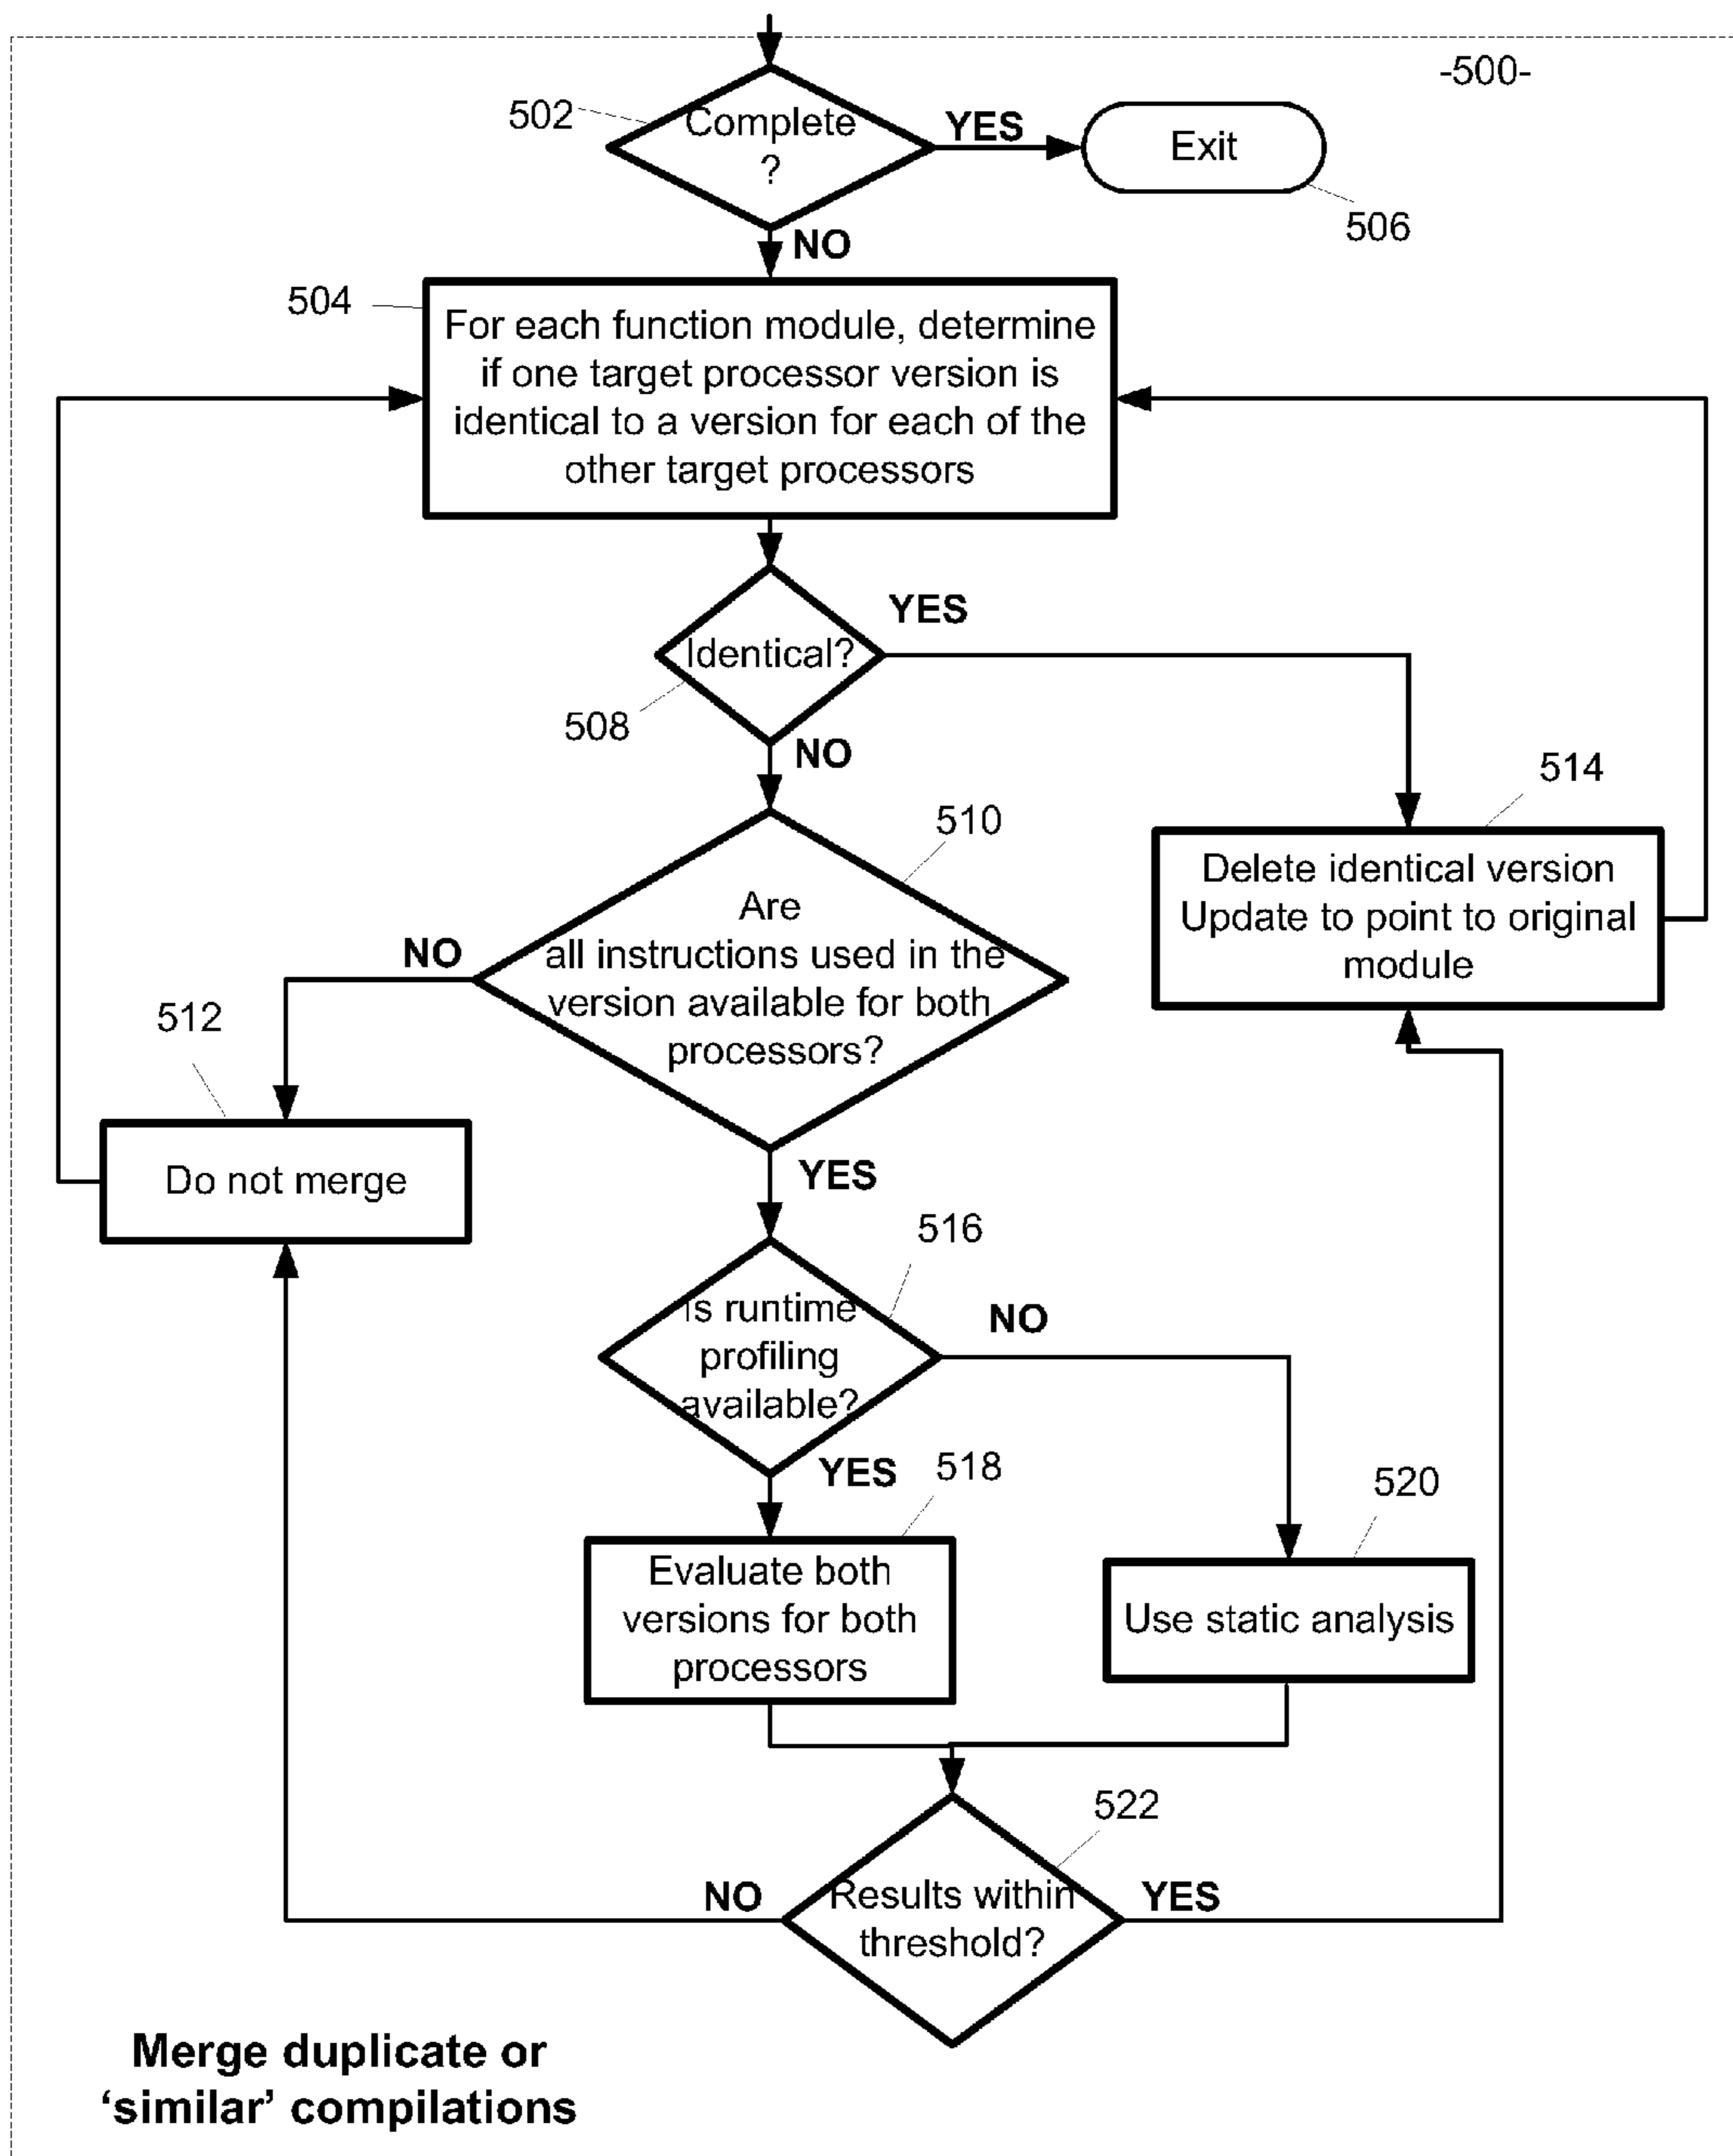 -500-
502
Complete
?
YES
Exit
506
NO
504
For each function module, determine
if one target processor version is
identical to a version for each of the
other target processors
YES
Identical?
508
NO
514
510
Delete identical version
Update to point to original
module
Are
all instructions used in the
version available for both
processors?
NO
512
Do not merge
YES
516
Is runtime
profiling
available?
NO
YES
518
520
Evaluate both
versions for both
processors
Use static analysis
522
NO
Results within
threshold?
YES
Merge duplicate or
‘similar’ compilations